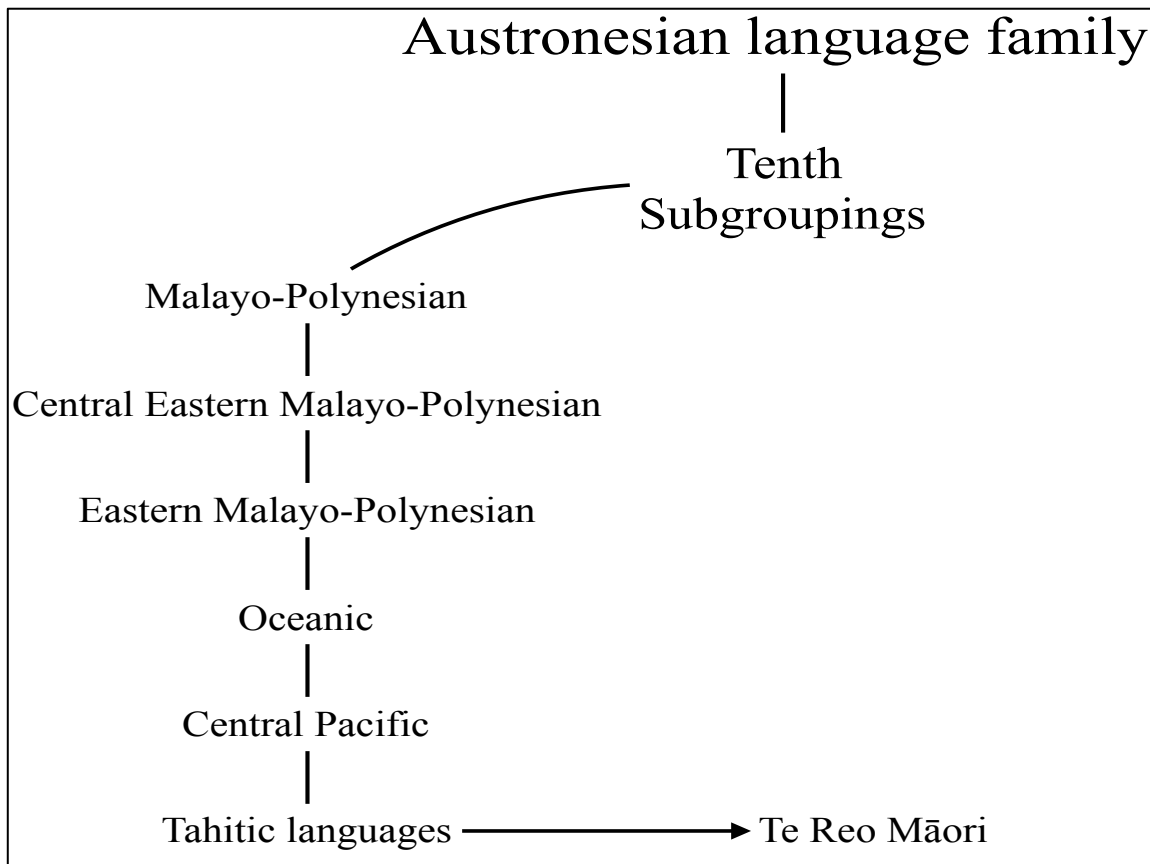 Austronesian language family
Tenth
Subgroupings
Malayo-Polynesian
Central Eastern Malayo-Polynesian
Eastern Malayo-Polynesian
Oceanic
Central Pacific
Tahitic languages
Te Reo Māori